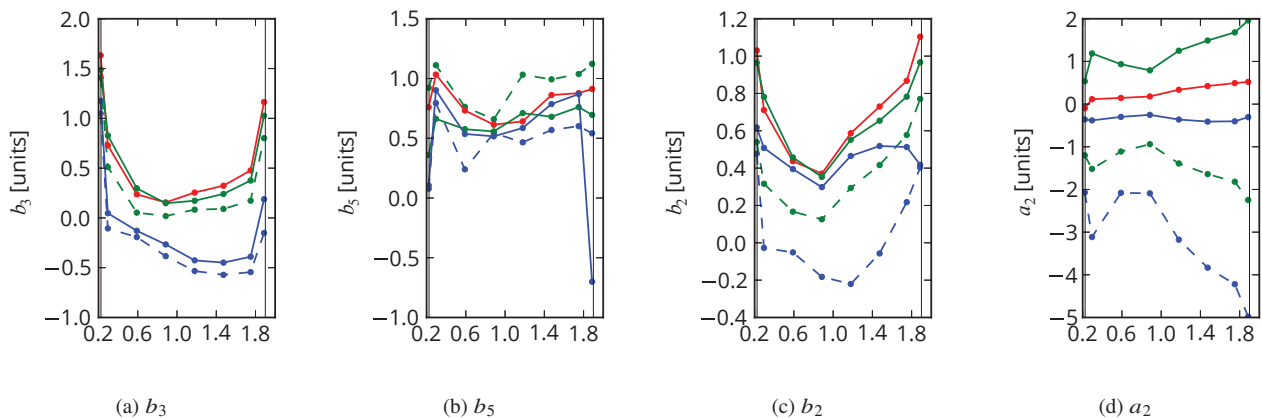 2.0
1.5
1.0
0.5
0.0
−0.5
−1.0
b3 [units]
0.2 0.6 1.0 1.4 1.8
(a) b3
1.5
1.0
0.5
0.0
−0.5
−1.0
b5 [units]
0.2 0.6 1.0 1.4 1.8
(b) b5
1.2
1.0
0.8
0.6
0.4
0.2
0.0
−0.2
−0.4
b2 [units]
0.2 0.6 1.0 1.4 1.8
(c) b2
2
1
0
−1
−2
−3
−4
−5
a2 [units]
0.2 0.6 1.0 1.4 1.8
(d) a2